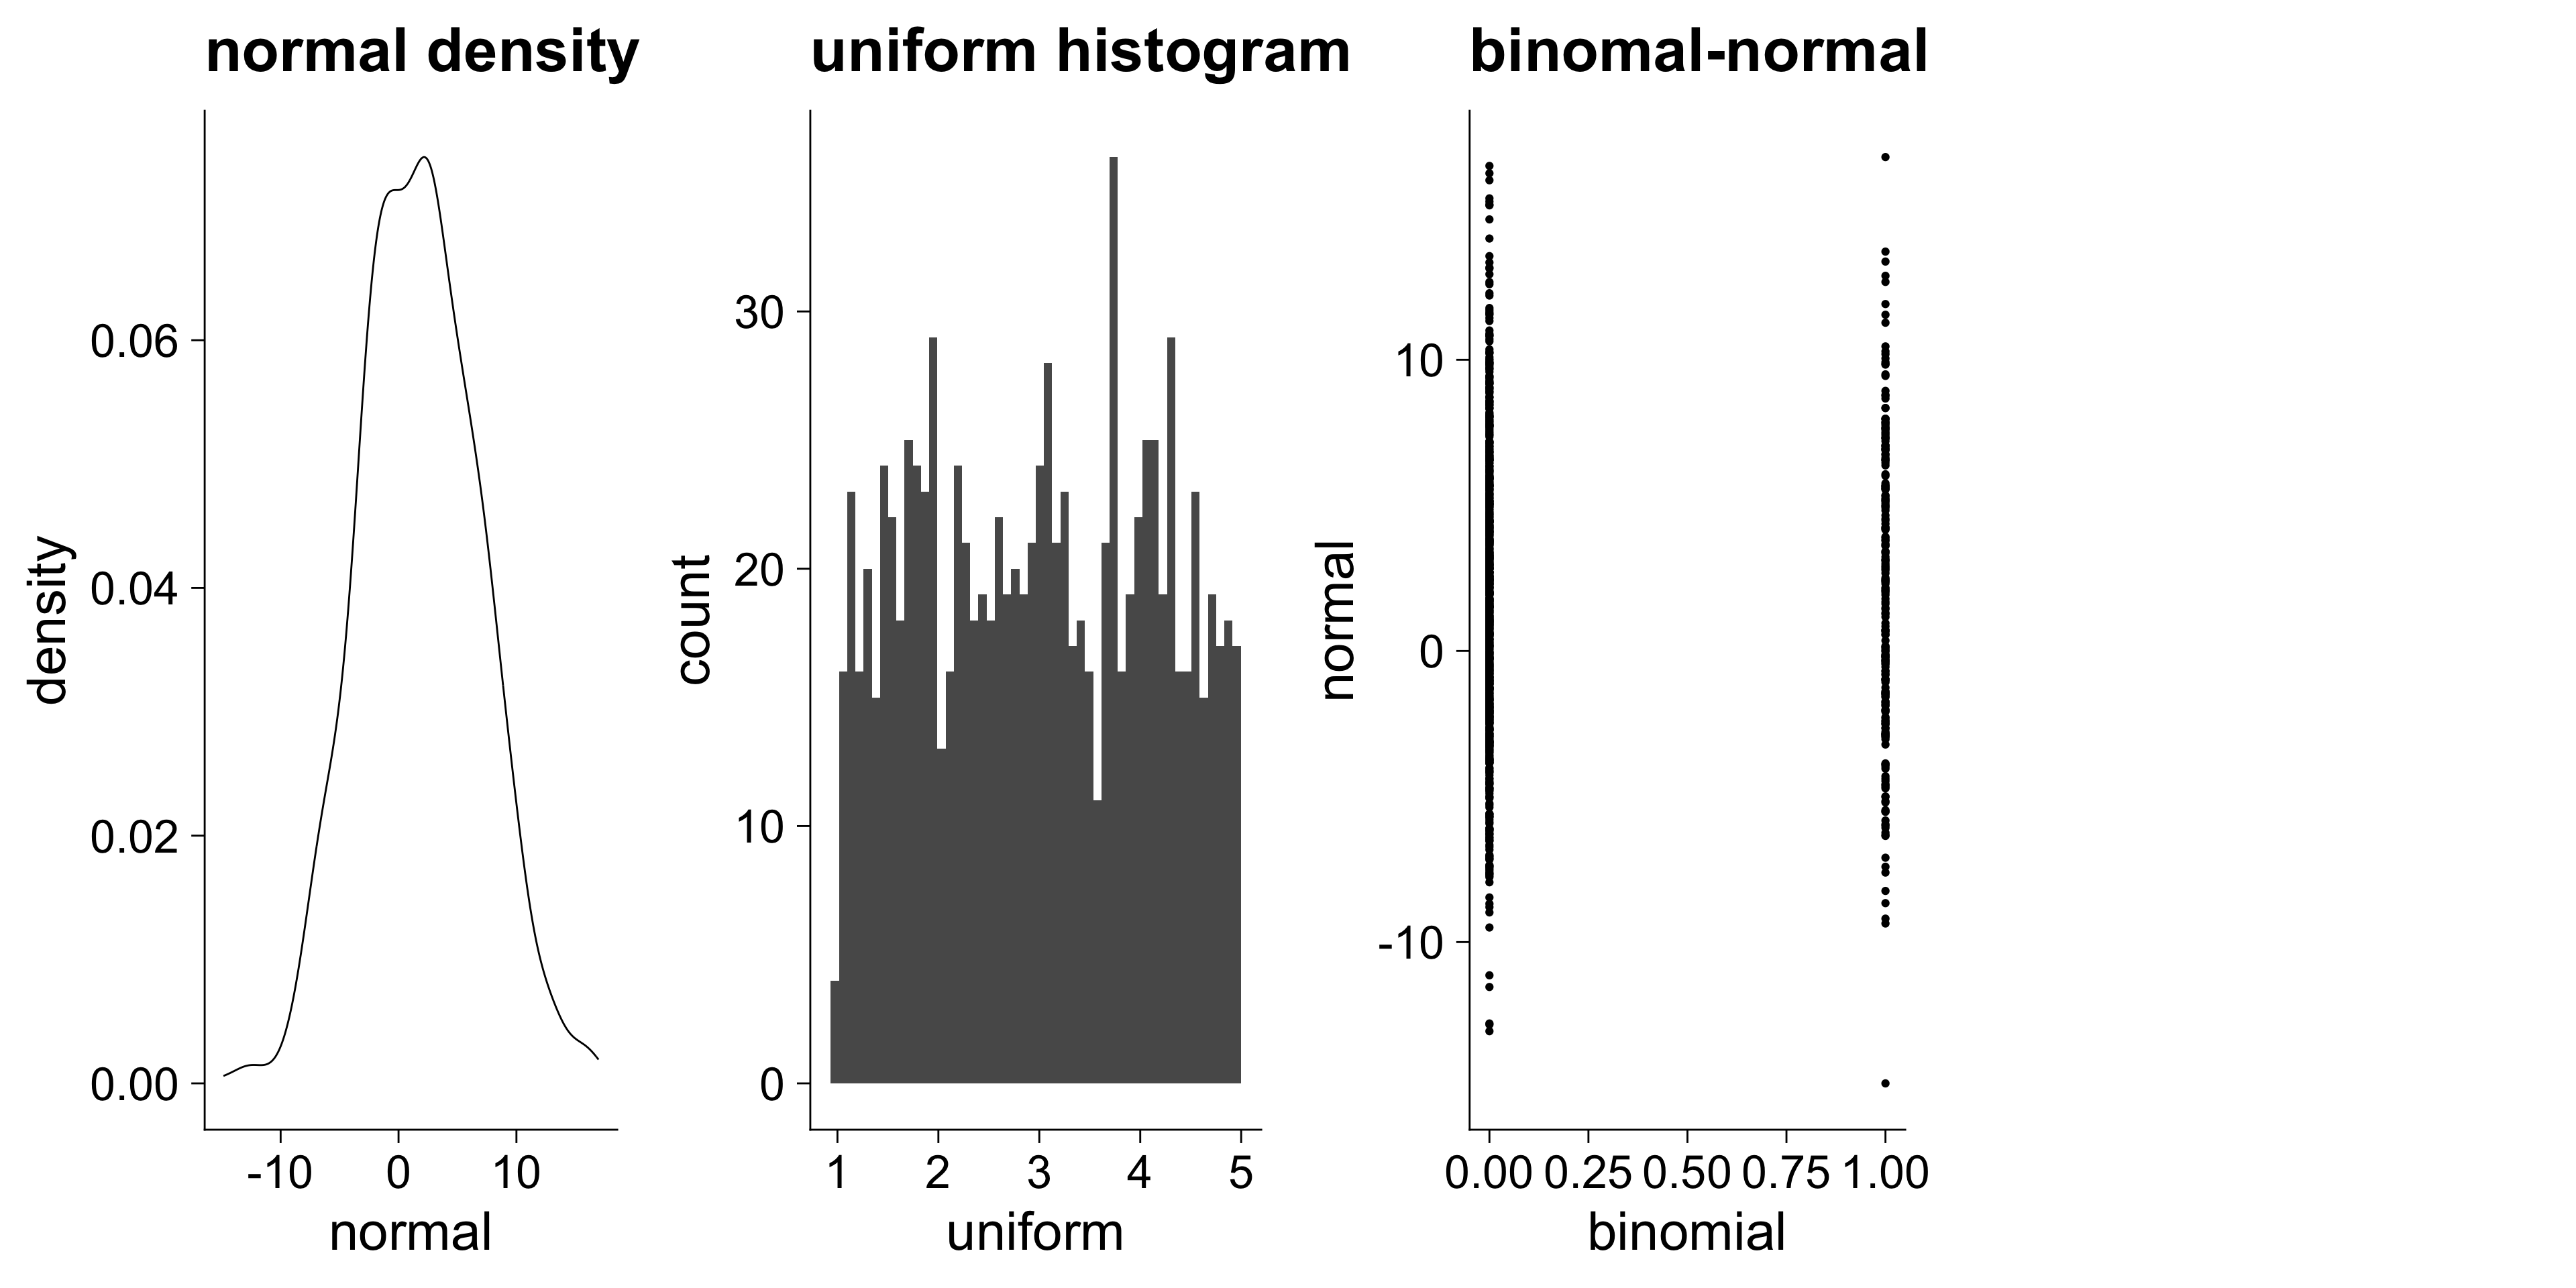 normal density
density
0.06
0.04
0.02
0.00
-10 0 10
normal
uniform histogram
count
30
20
10
0
1 2 3 4 5
uniform
binomal-normal
normal
10
0
-10
0.00 0.25 0.50 0.75 1.00
binomial